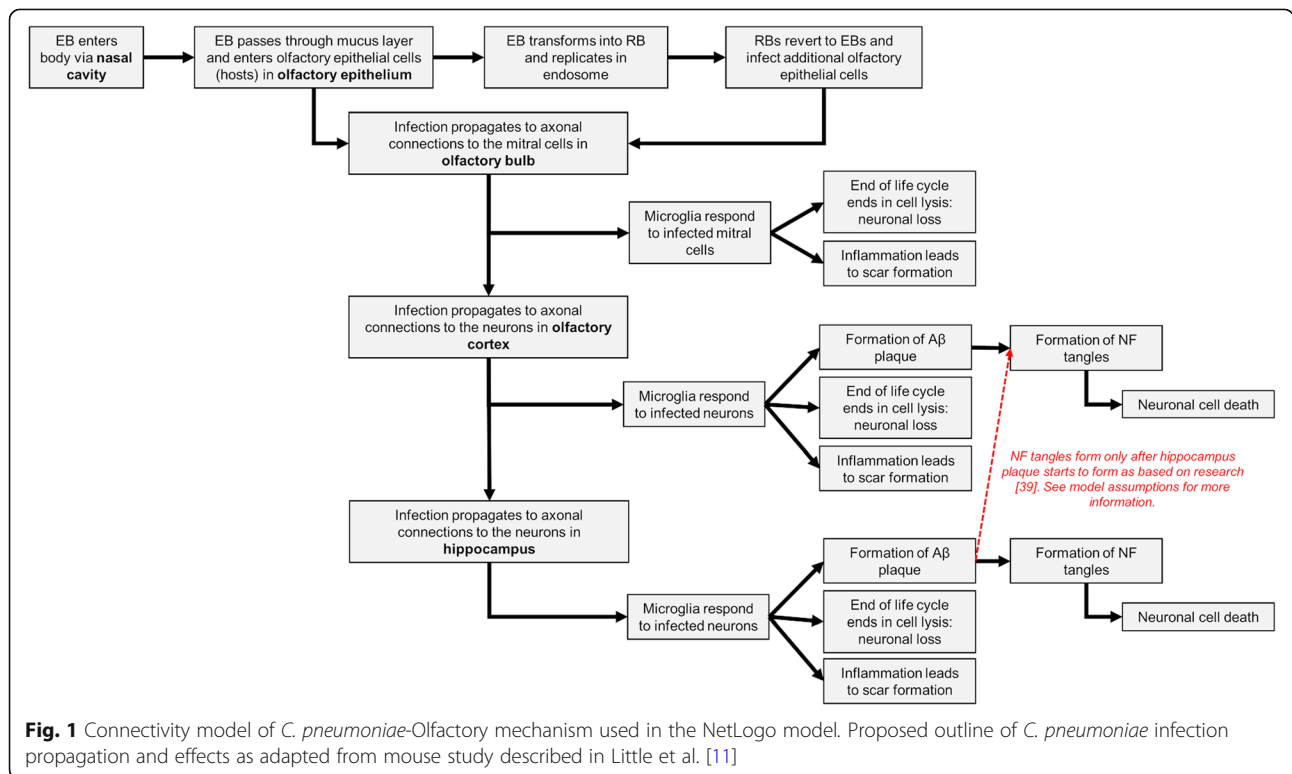 EB enters
body via nasal
cavity
EB passes through mucus layer
and enters olfactory epithelial cells
(hosts) in olfactory epithelium
EB transforms into RB
and replicates in
endosome
RBs revert to EBs and
infect additional olfactory
epithelial cells
Infection propagates to axonal
connections to the mitral cells in
olfactory bulb
Microglia respond
to infected mitral
cells
End of life cycle
ends in cell lysis:
neuronal loss
Inflammation leads
to scar formation
Infection propagates to axonal
connections to the neurons in olfactory
cortex
Microglia respond
to infected neurons
Formation of Aβ
plaque
End of life cycle
ends in cell lysis:
neuronal loss
Inflammation leads
to scar formation
Formation of NF
tangles
Neuronal cell death
NF tangles form only after hippocampus
plaque starts to form as based on research
[39]. See model assumptions for more
information.
Infection propagates to axonal
connections to the neurons in
hippocampus
Microglia respond
to infected neurons
Formation of Aβ
plaque
End of life cycle
ends in cell lysis:
neuronal loss
Inflammation leads
to scar formation
Formation of NF
tangles
Neuronal cell death
Fig. 1 Connectivity model of C. pneumoniae-Olfactory mechanism used in the NetLogo model. Proposed outline of C. pneumoniae infection
propagation and effects as adapted from mouse study described in Little et al. [11]